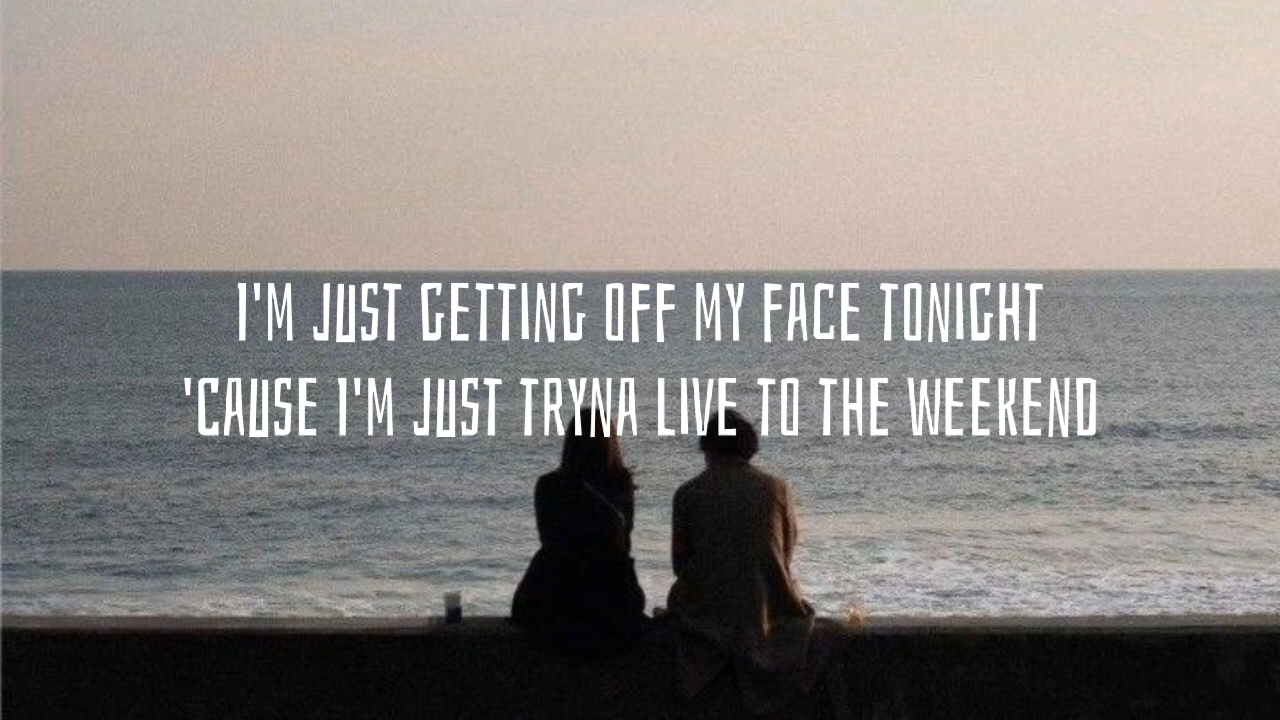 I'M JUST GETTING OFF MY FACE TONIGHT
'CAUSE I'M JUST TRYNA LIVE TO THE WEEKEND